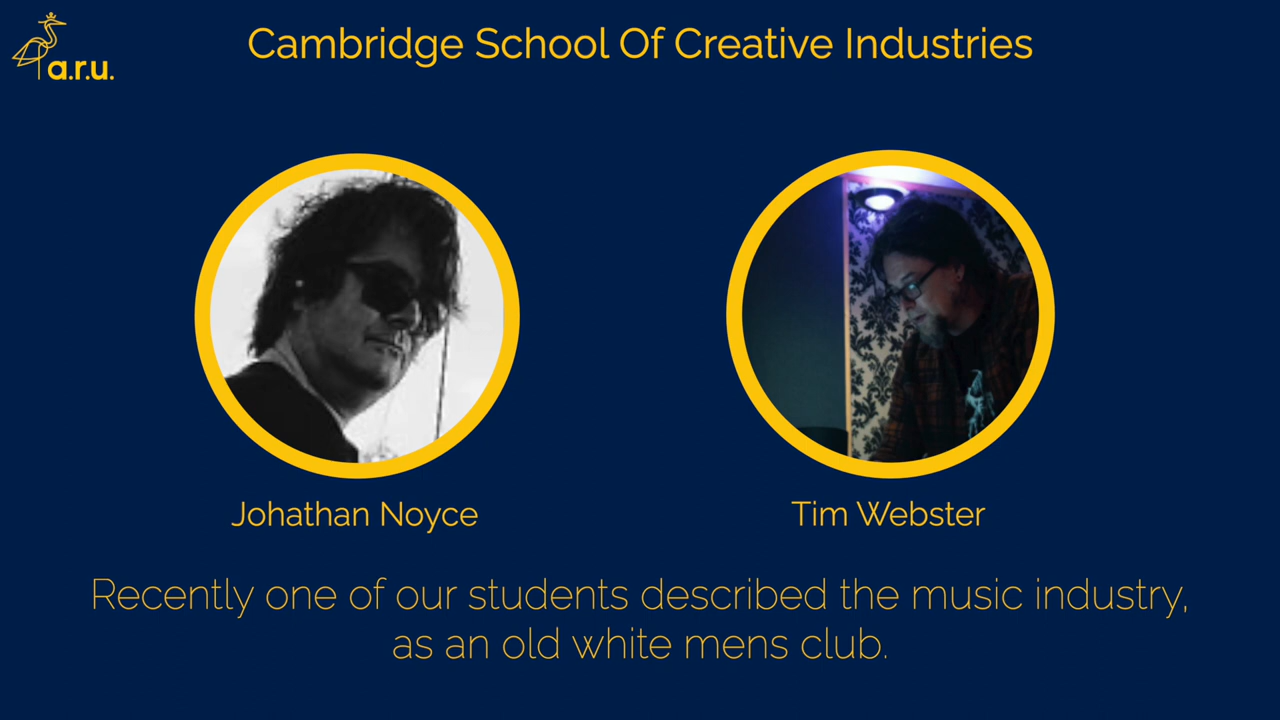 Cambridge School Of Creative Industries
a.r.u.
Johathan Noyce
Tim Webster
Recently one of our students described the music industry,
as an old white mens club.